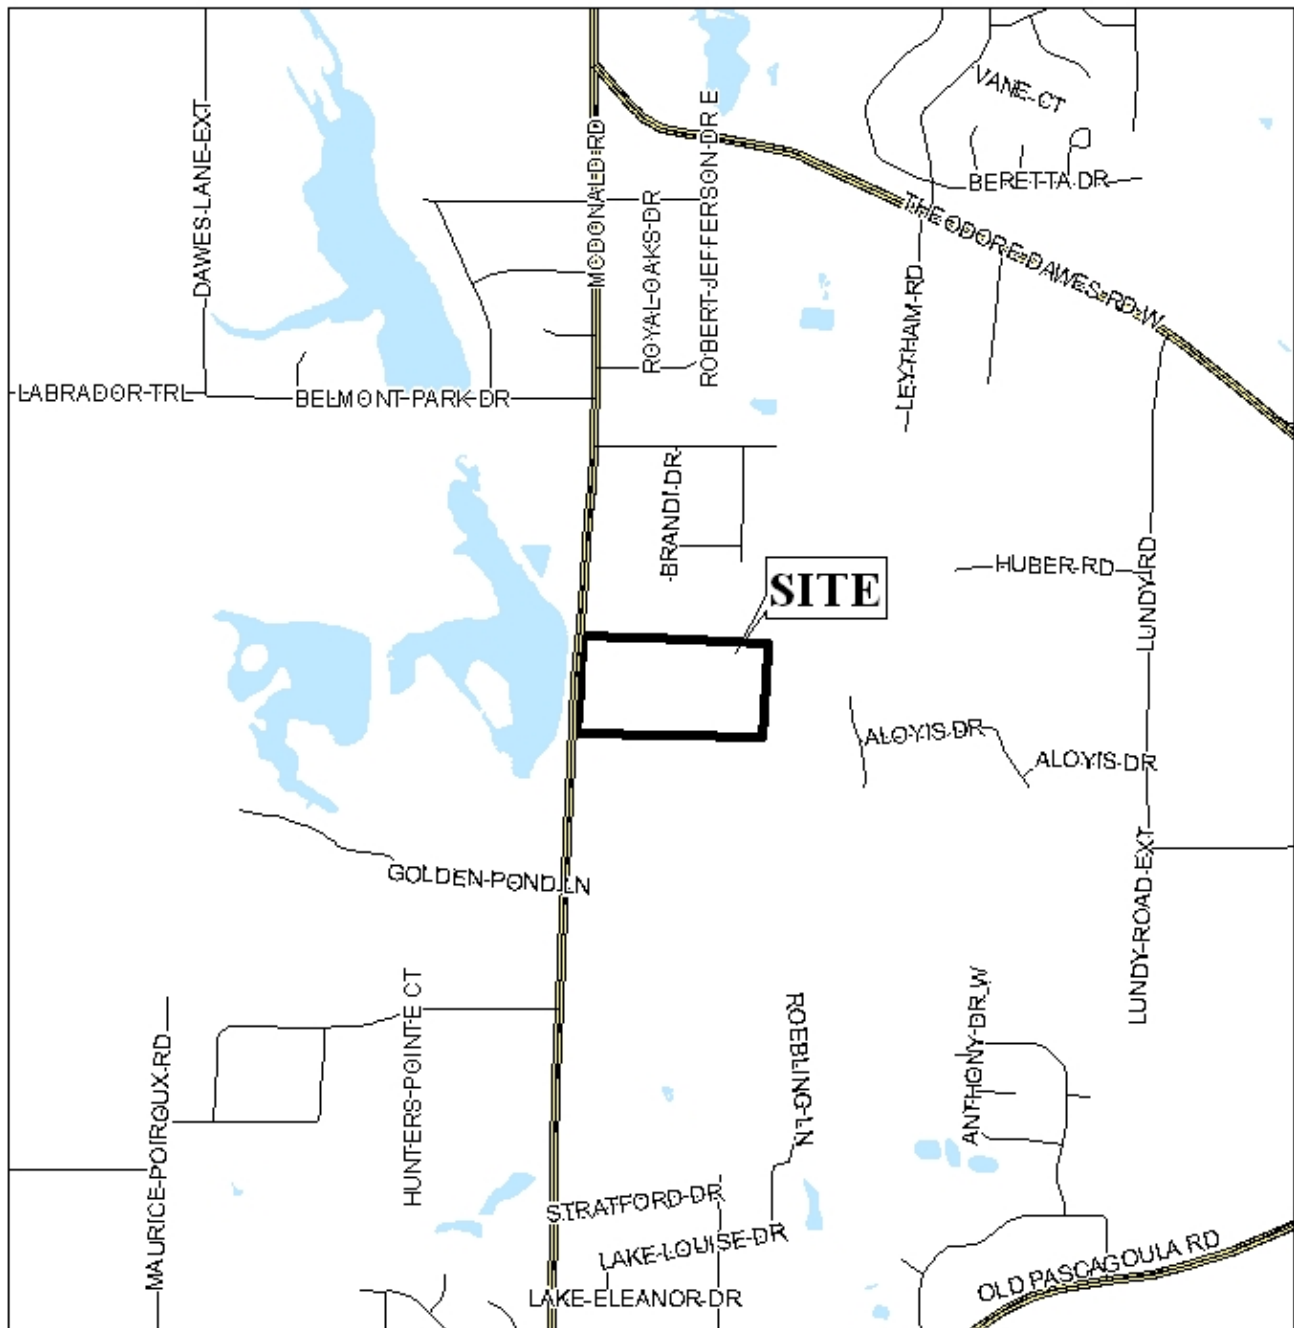 VANE CT
DAWES LANE EXT
MCDONALD RD
ROBERT JEFFERSON DR E
BERETTA DR
ROYAL OAKS DR
THEODORE DAWES RD W
LEYTHAM RD
LABRADOR TRL
BELMONT PARK DR
BRANDI DR
HUBER RD
LUNDY RD
SITE
ALOYIS DR
ALOYIS DR
GOLDEN POND LN
LUNDY ROAD EXT
HUNTERS POINTE CT
ROEBLING LN
ANTHONY DR W
MAURICE POIROUX RD
STRATFORD DR
LAKE LOUISE DR
OLD PASCAGOULA RD
LAKE ELEANOR DR